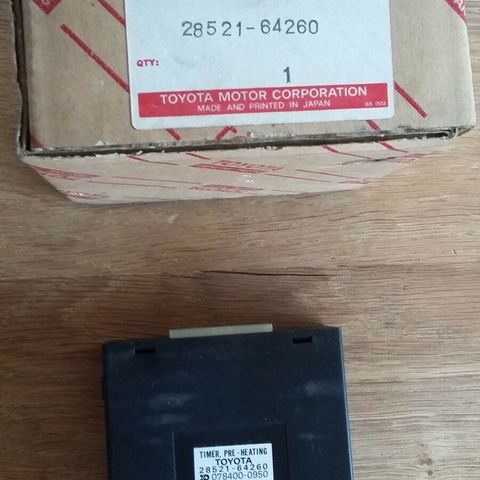 28521-64260
QTY:
1
TOYOTA MOTOR CORPORATION
MADE AND PRINTED IN JAPAN
TIMER, PRE-HEATING
TOYOTA
28521-64260
078400-0950